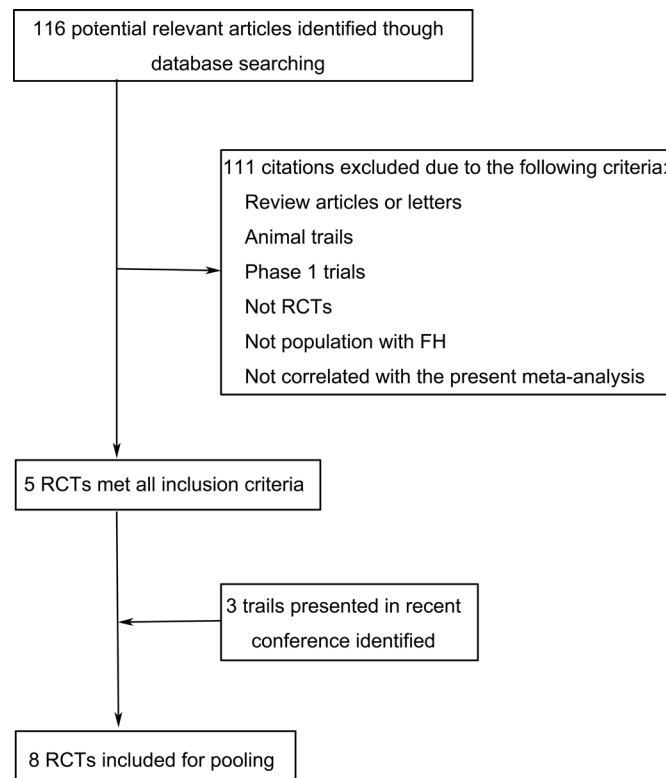 116 potential relevant articles identified though
database searching
111 citations excluded due to the following criteria:
Review articles or letters
Animal trails
Phase 1 trials
Not RCTs
Not population with FH
Not correlated with the present meta-analysis
5 RCTs met all inclusion criteria
3 trails presented in recent
conference identified
8 RCTs included for pooling